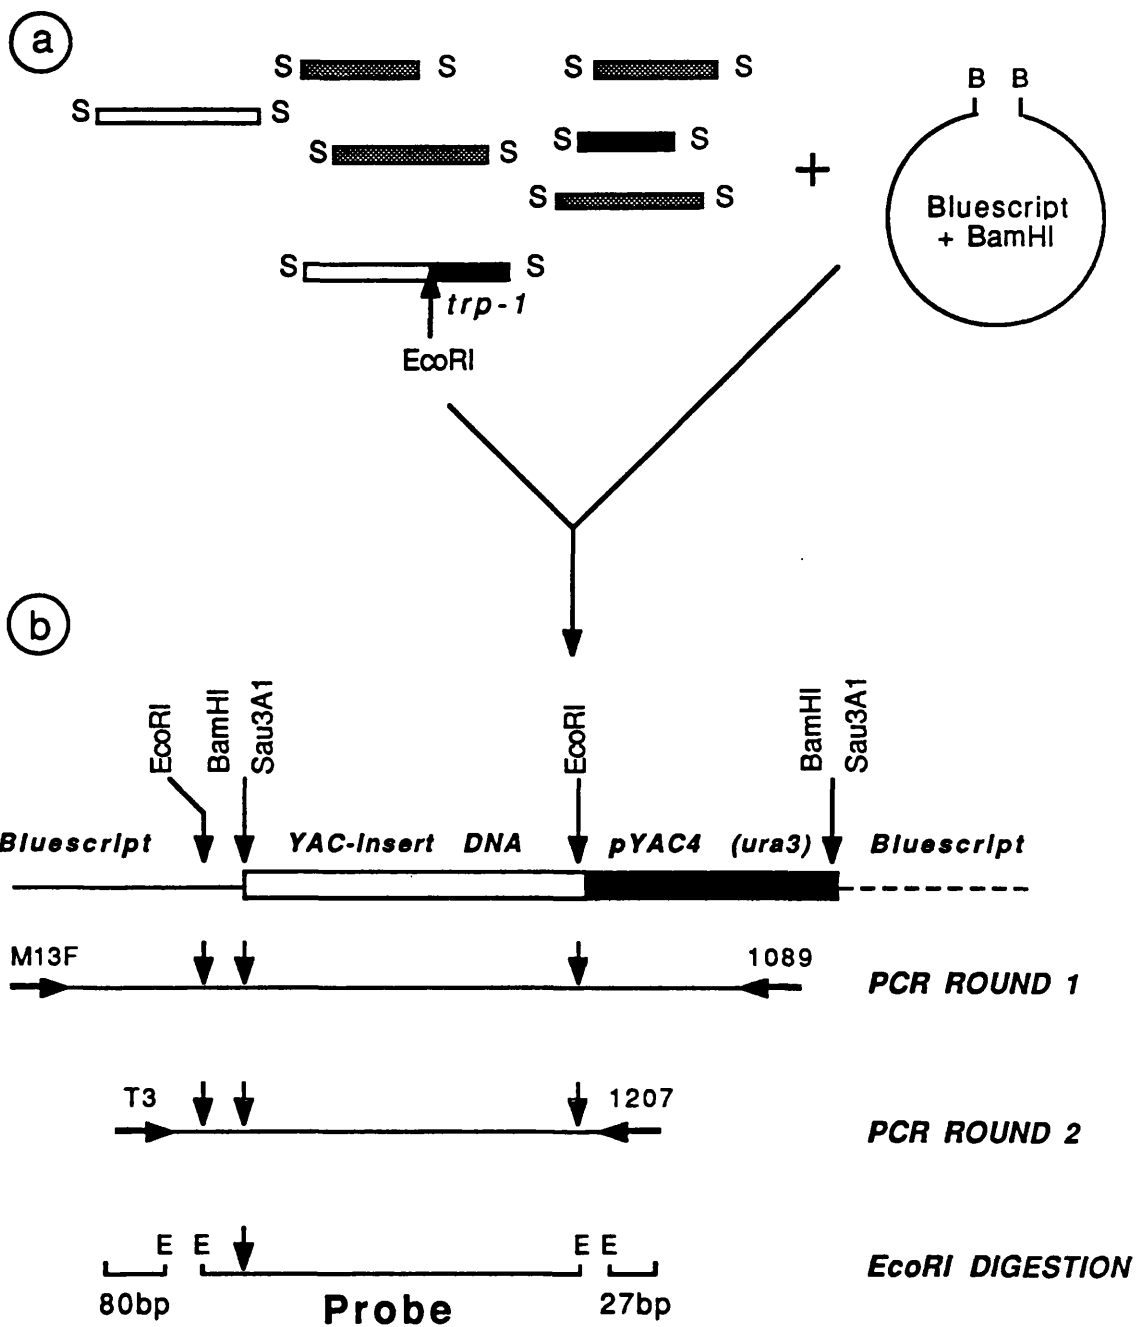 a
S S S S
S S
B B
S S S S
S S
Bluescript
+ BamHI
+
S S
trp-1
EcoRI
b
EcoRI
BamHI
Sau3A1
EcoRI
BamHI
Sau3A1
Bluescript YAC-insert DNA pYAC4 (ura3) Bluescript
M13F 1089 PCR ROUND 1
T3 1207 PCR ROUND 2
E E E E EcoRI DIGESTION
80bp Probe 27bp